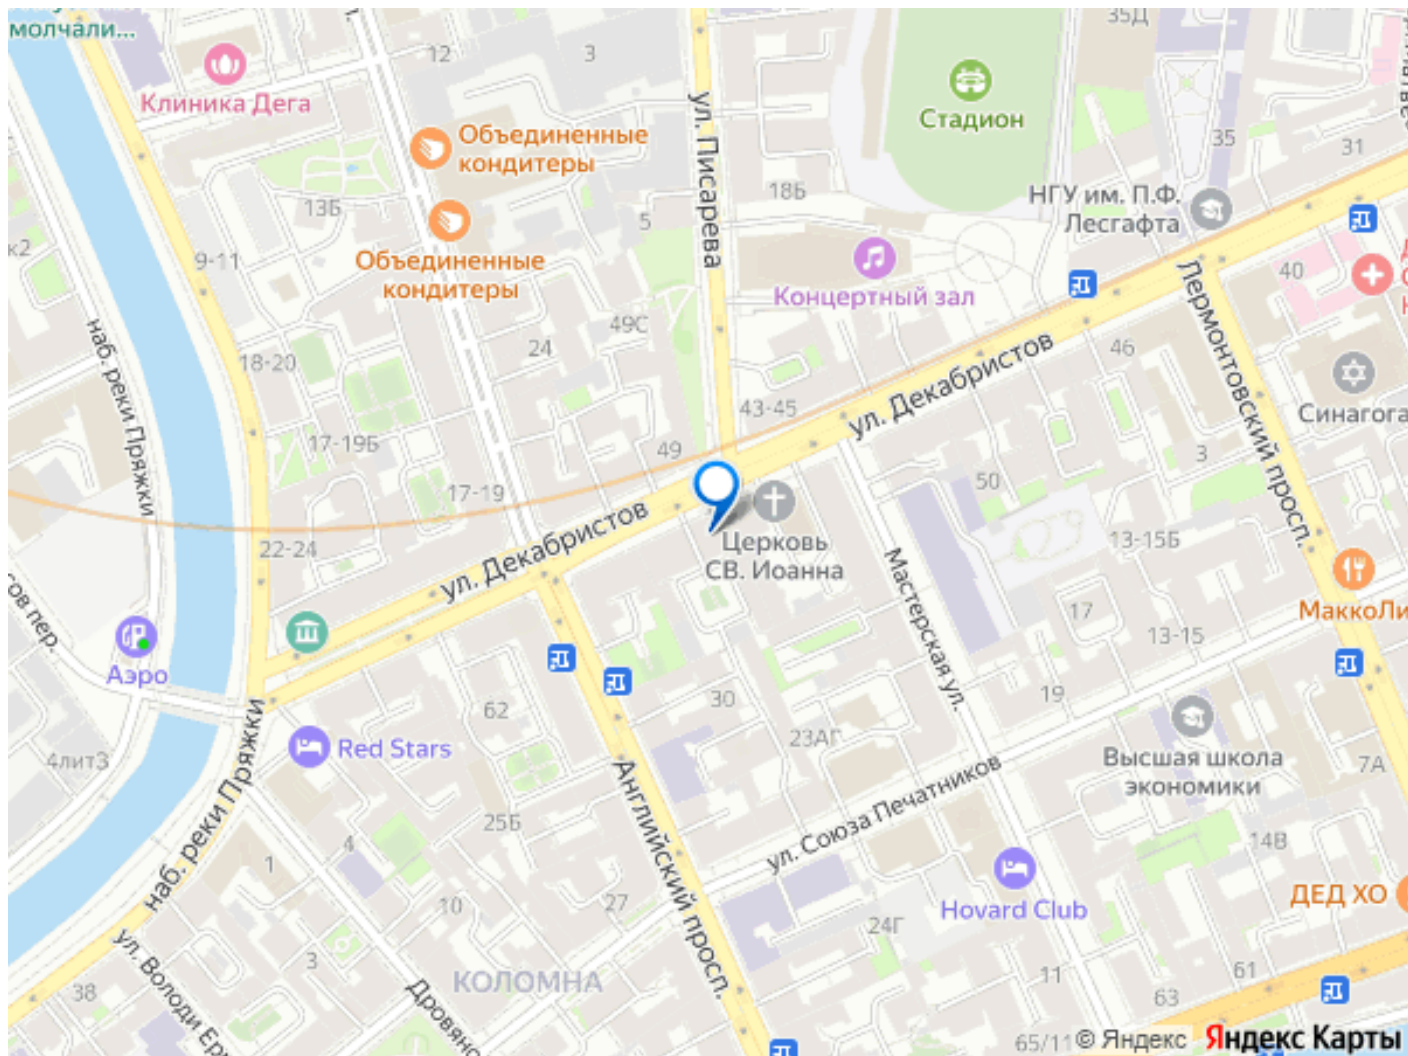 молчали...
Клиника Дега
12
3
ул. Писарева
35Д
Стадион
Объединенные
кондитеры
35
31
18Б
НГУ им. П.Ф.
Лесгафта
13Б
5
Объединенные
кондитеры
к2
9-11
40
Концертный зал
наб. реки Пряжки
49С
24
18-20
46
Лермонтовский просп.
ул. Декабристов
Синагога
43-45
17-19Б
49
3
17-19
50
ул. Декабристов
Церковь
СВ. Иоанна
22-24
13-15Б
Мастерская ул.
17
МаккоЛи
13-15
сов пер.
Аэро
62
30
19
Red Stars
23АГ
4лит3
Высшая школа
экономики
7А
наб. реки Пряжки
Английский просп.
ул. Союза Печатников
25Б
4
1
14В
Hovard Club
ДЕД ХО
10
27
24Г
ул. Володи Ер
3
Дровяно
КОЛОМНА
38
11
61
63
65/11
© Яндекс
Яндекс Карты